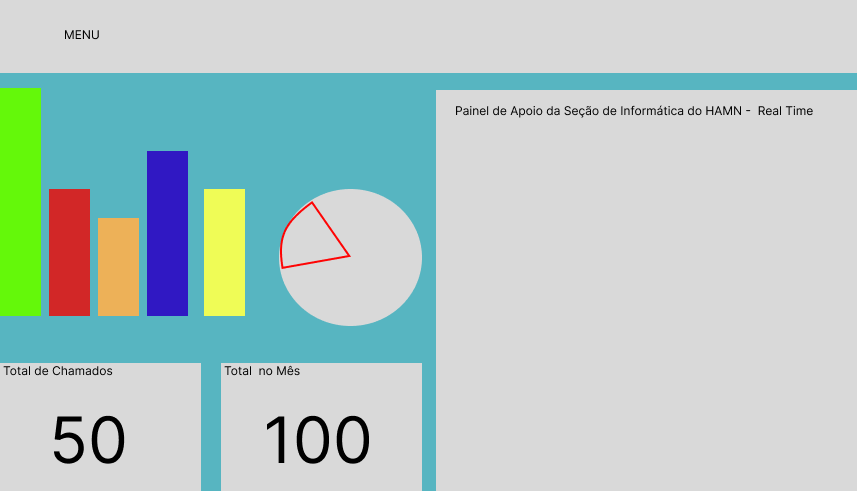 MENU
Painel de Apoio da Seção de Informática do HAMN -  Real Time
Total de Chamados
50
Total  no Mês
100